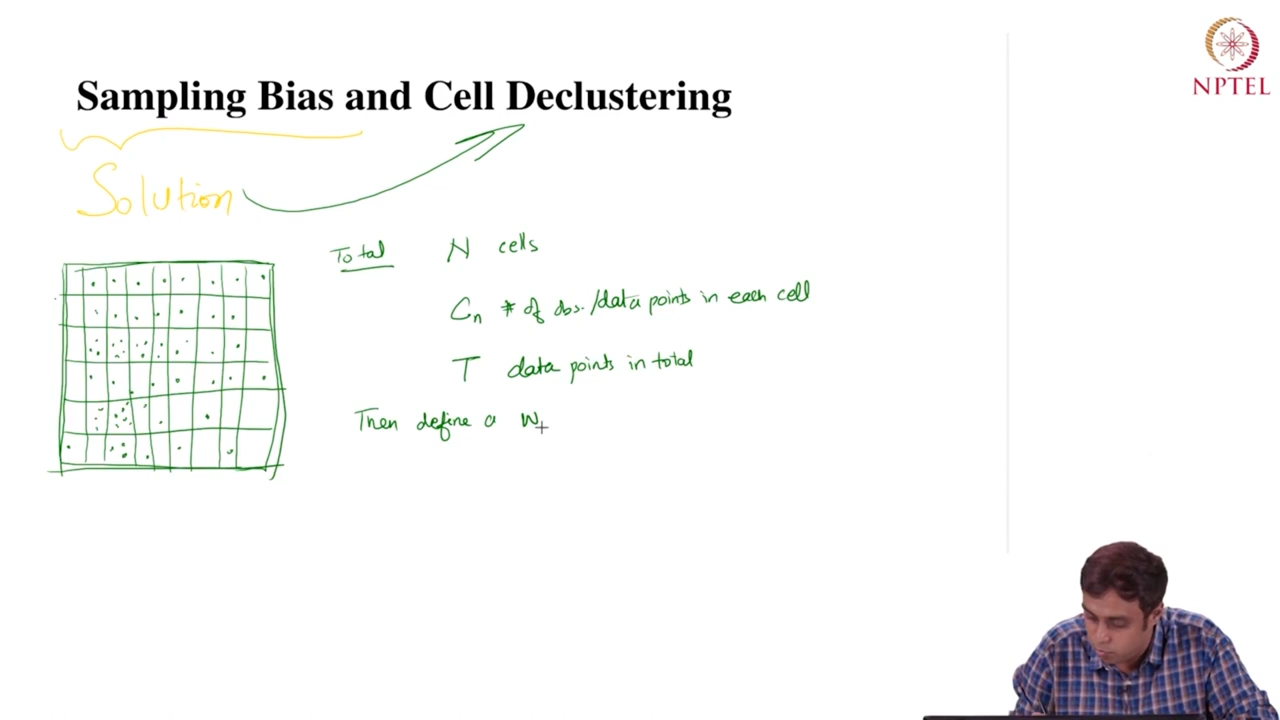 NPTEL
Sampling Bias and Cell Declustering
Solution
Total N cells
Cn # of obs./data points in each cell
T data points in total
Then define a W